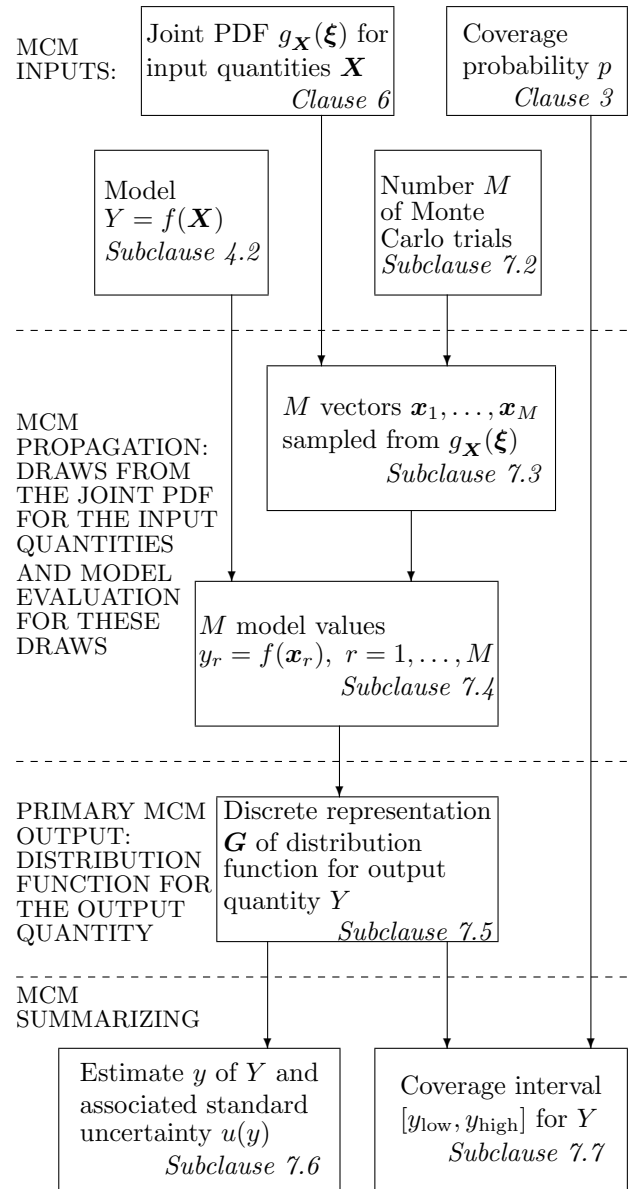 MCM
INPUTS:
Joint PDF g_X(ξ) for
input quantities X
Clause 6
Coverage
probability p
Clause 3
Model
Y = f(X)
Subclause 4.2
Number M
of Monte
Carlo trials
Subclause 7.2
MCM
PROPAGATION:
DRAWS FROM
THE JOINT PDF
FOR THE INPUT
QUANTITIES
AND MODEL
EVALUATION
FOR THESE
DRAWS
M vectors x₁, . . . , x_M
sampled from g_X(ξ)
Subclause 7.3
M model values
y_r = f(x_r), r = 1, . . . , M
Subclause 7.4
PRIMARY MCM
OUTPUT:
DISTRIBUTION
FUNCTION FOR
THE OUTPUT
QUANTITY
Discrete representation
G of distribution
function for output
quantity Y
Subclause 7.5
MCM
SUMMARIZING
Estimate y of Y and
associated standard
uncertainty u(y)
Subclause 7.6
Coverage interval
[y_low, y_high] for Y
Subclause 7.7